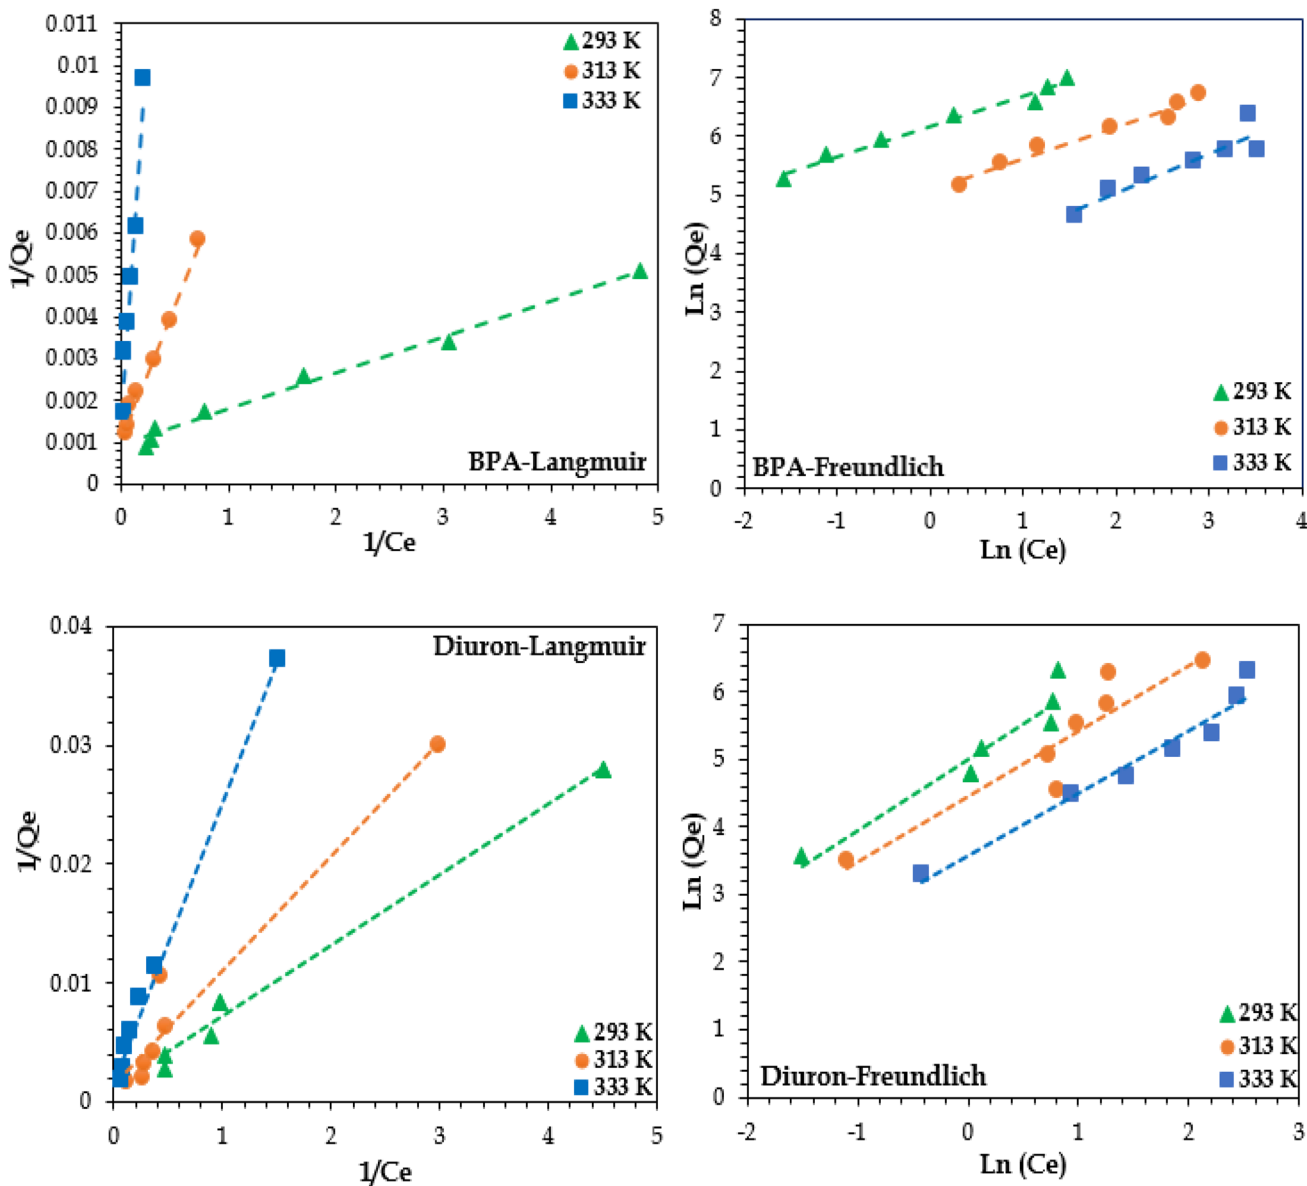 0.011
0.01
0.009
0.008
0.007
0.006
0.005
0.004
0.003
0.002
0.001
0
1/Qe
293 K
313 K
333 K
BPA-Langmuir
0 1 2 3 4 5
1/Ce
8
7
6
5
4
3
2
1
0
Ln (Qe)
293 K
313 K
333 K
BPA-Freundlich
-2 -1 0 1 2 3 4
Ln (Ce)
0.04
0.03
0.02
0.01
0
1/Qe
Diuron-Langmuir
293 K
313 K
333 K
0 1 2 3 4 5
1/Ce
7
6
5
4
3
2
1
0
Ln (Qe)
293 K
313 K
333 K
Diuron-Freundlich
-2 -1 0 1 2 3
Ln (Ce)